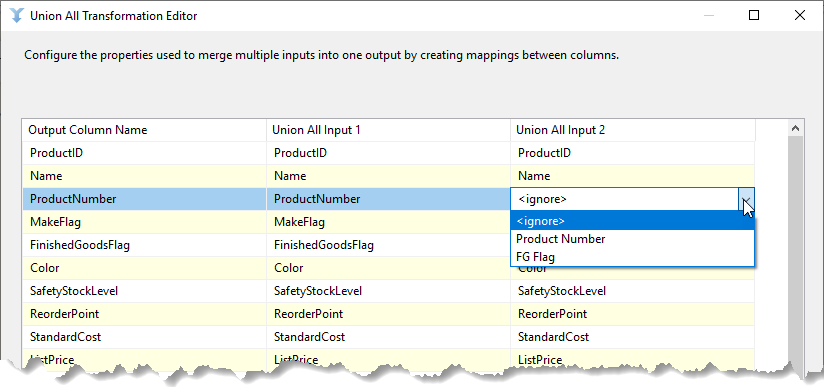 Union All Transformation Editor
Configure the properties used to merge multiple inputs into one output by creating mappings between columns.
Output Column Name Union All Input 1 Union All Input 2
ProductID ProductID ProductID
Name Name Name
ProductNumber ProductNumber <ignore>
MakeFlag MakeFlag <ignore>
FinishedGoodsFlag FinishedGoodsFlag Product Number
FG Flag
Color Color Color
SafetyStockLevel SafetyStockLevel SafetyStockLevel
ReorderPoint ReorderPoint ReorderPoint
StandardCost StandardCost StandardCost
ListPrice ListPrice ListPrice